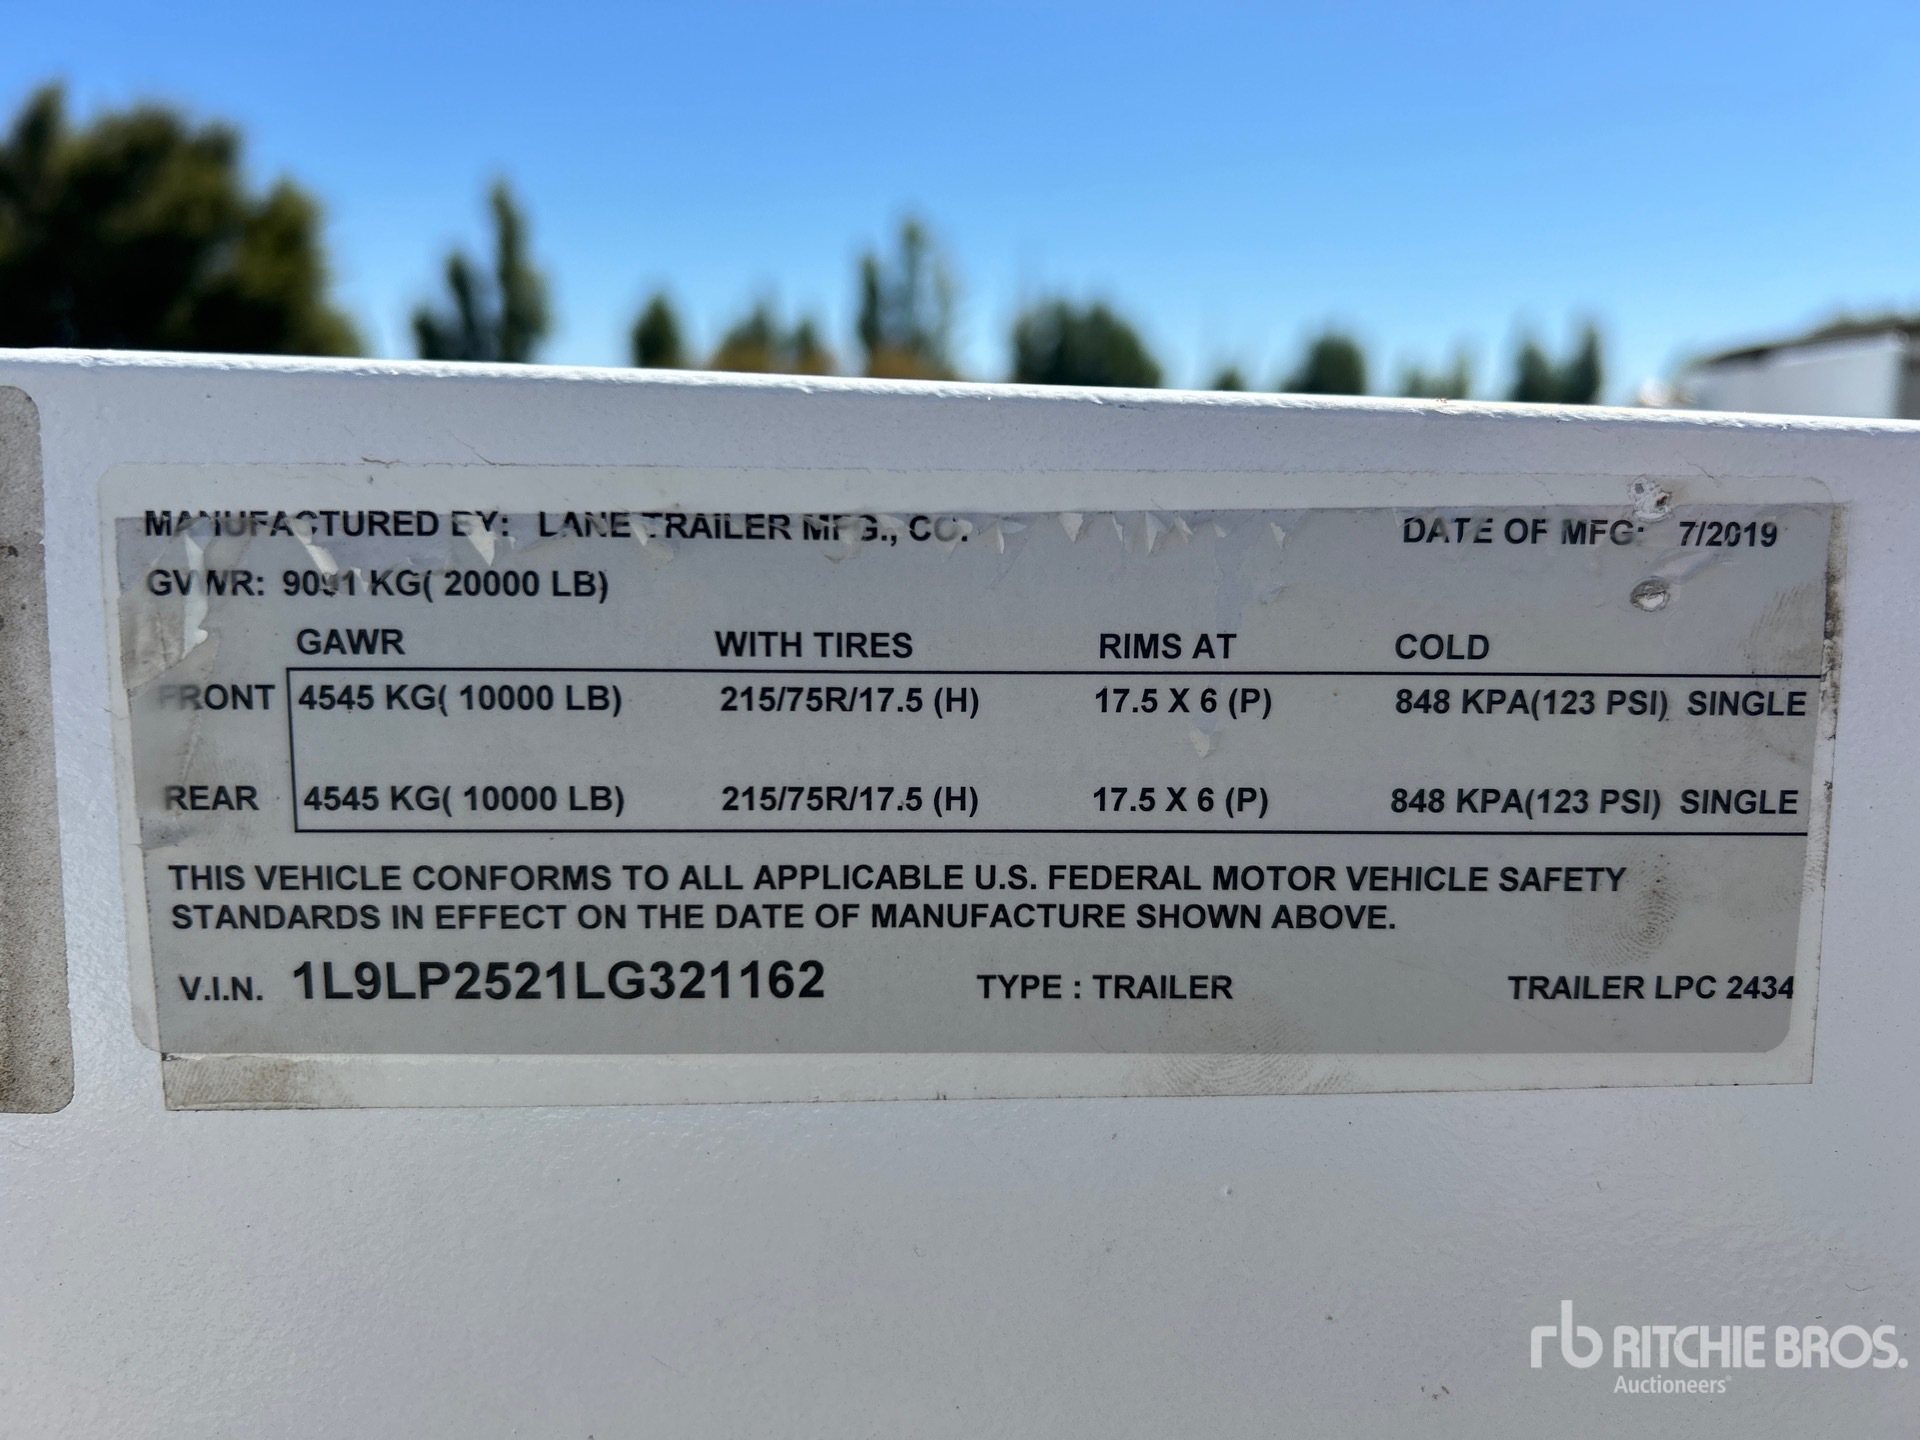 MANUFACTURED BY: LANE TRAILER MFG., CO. DATE OF MFG: 7/2019
GVWR: 9091 KG( 20000 LB)
GAWR WITH TIRES RIMS AT COLD
FRONT 4545 KG( 10000 LB) 215/75R/17.5 (H) 17.5 X 6 (P) 848 KPA(123 PSI) SINGLE
REAR 4545 KG( 10000 LB) 215/75R/17.5 (H) 17.5 X 6 (P) 848 KPA(123 PSI) SINGLE
THIS VEHICLE CONFORMS TO ALL APPLICABLE U.S. FEDERAL MOTOR VEHICLE SAFETY
STANDARDS IN EFFECT ON THE DATE OF MANUFACTURE SHOWN ABOVE.
V.I.N. 1L9LP2521LG321162 TYPE : TRAILER TRAILER LPC 2434
rb RITCHIE BROS.
Auctioneers